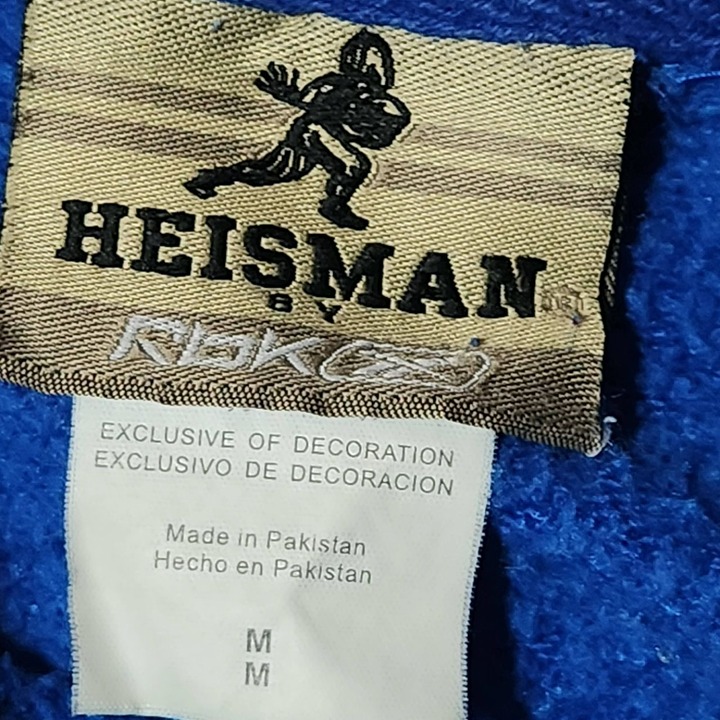 HEISMAN
BY
RBK
EXCLUSIVE OF DECORATION
EXCLUSIVO DE DECORACION
Made in Pakistan
Hecho en Pakistan
M
M